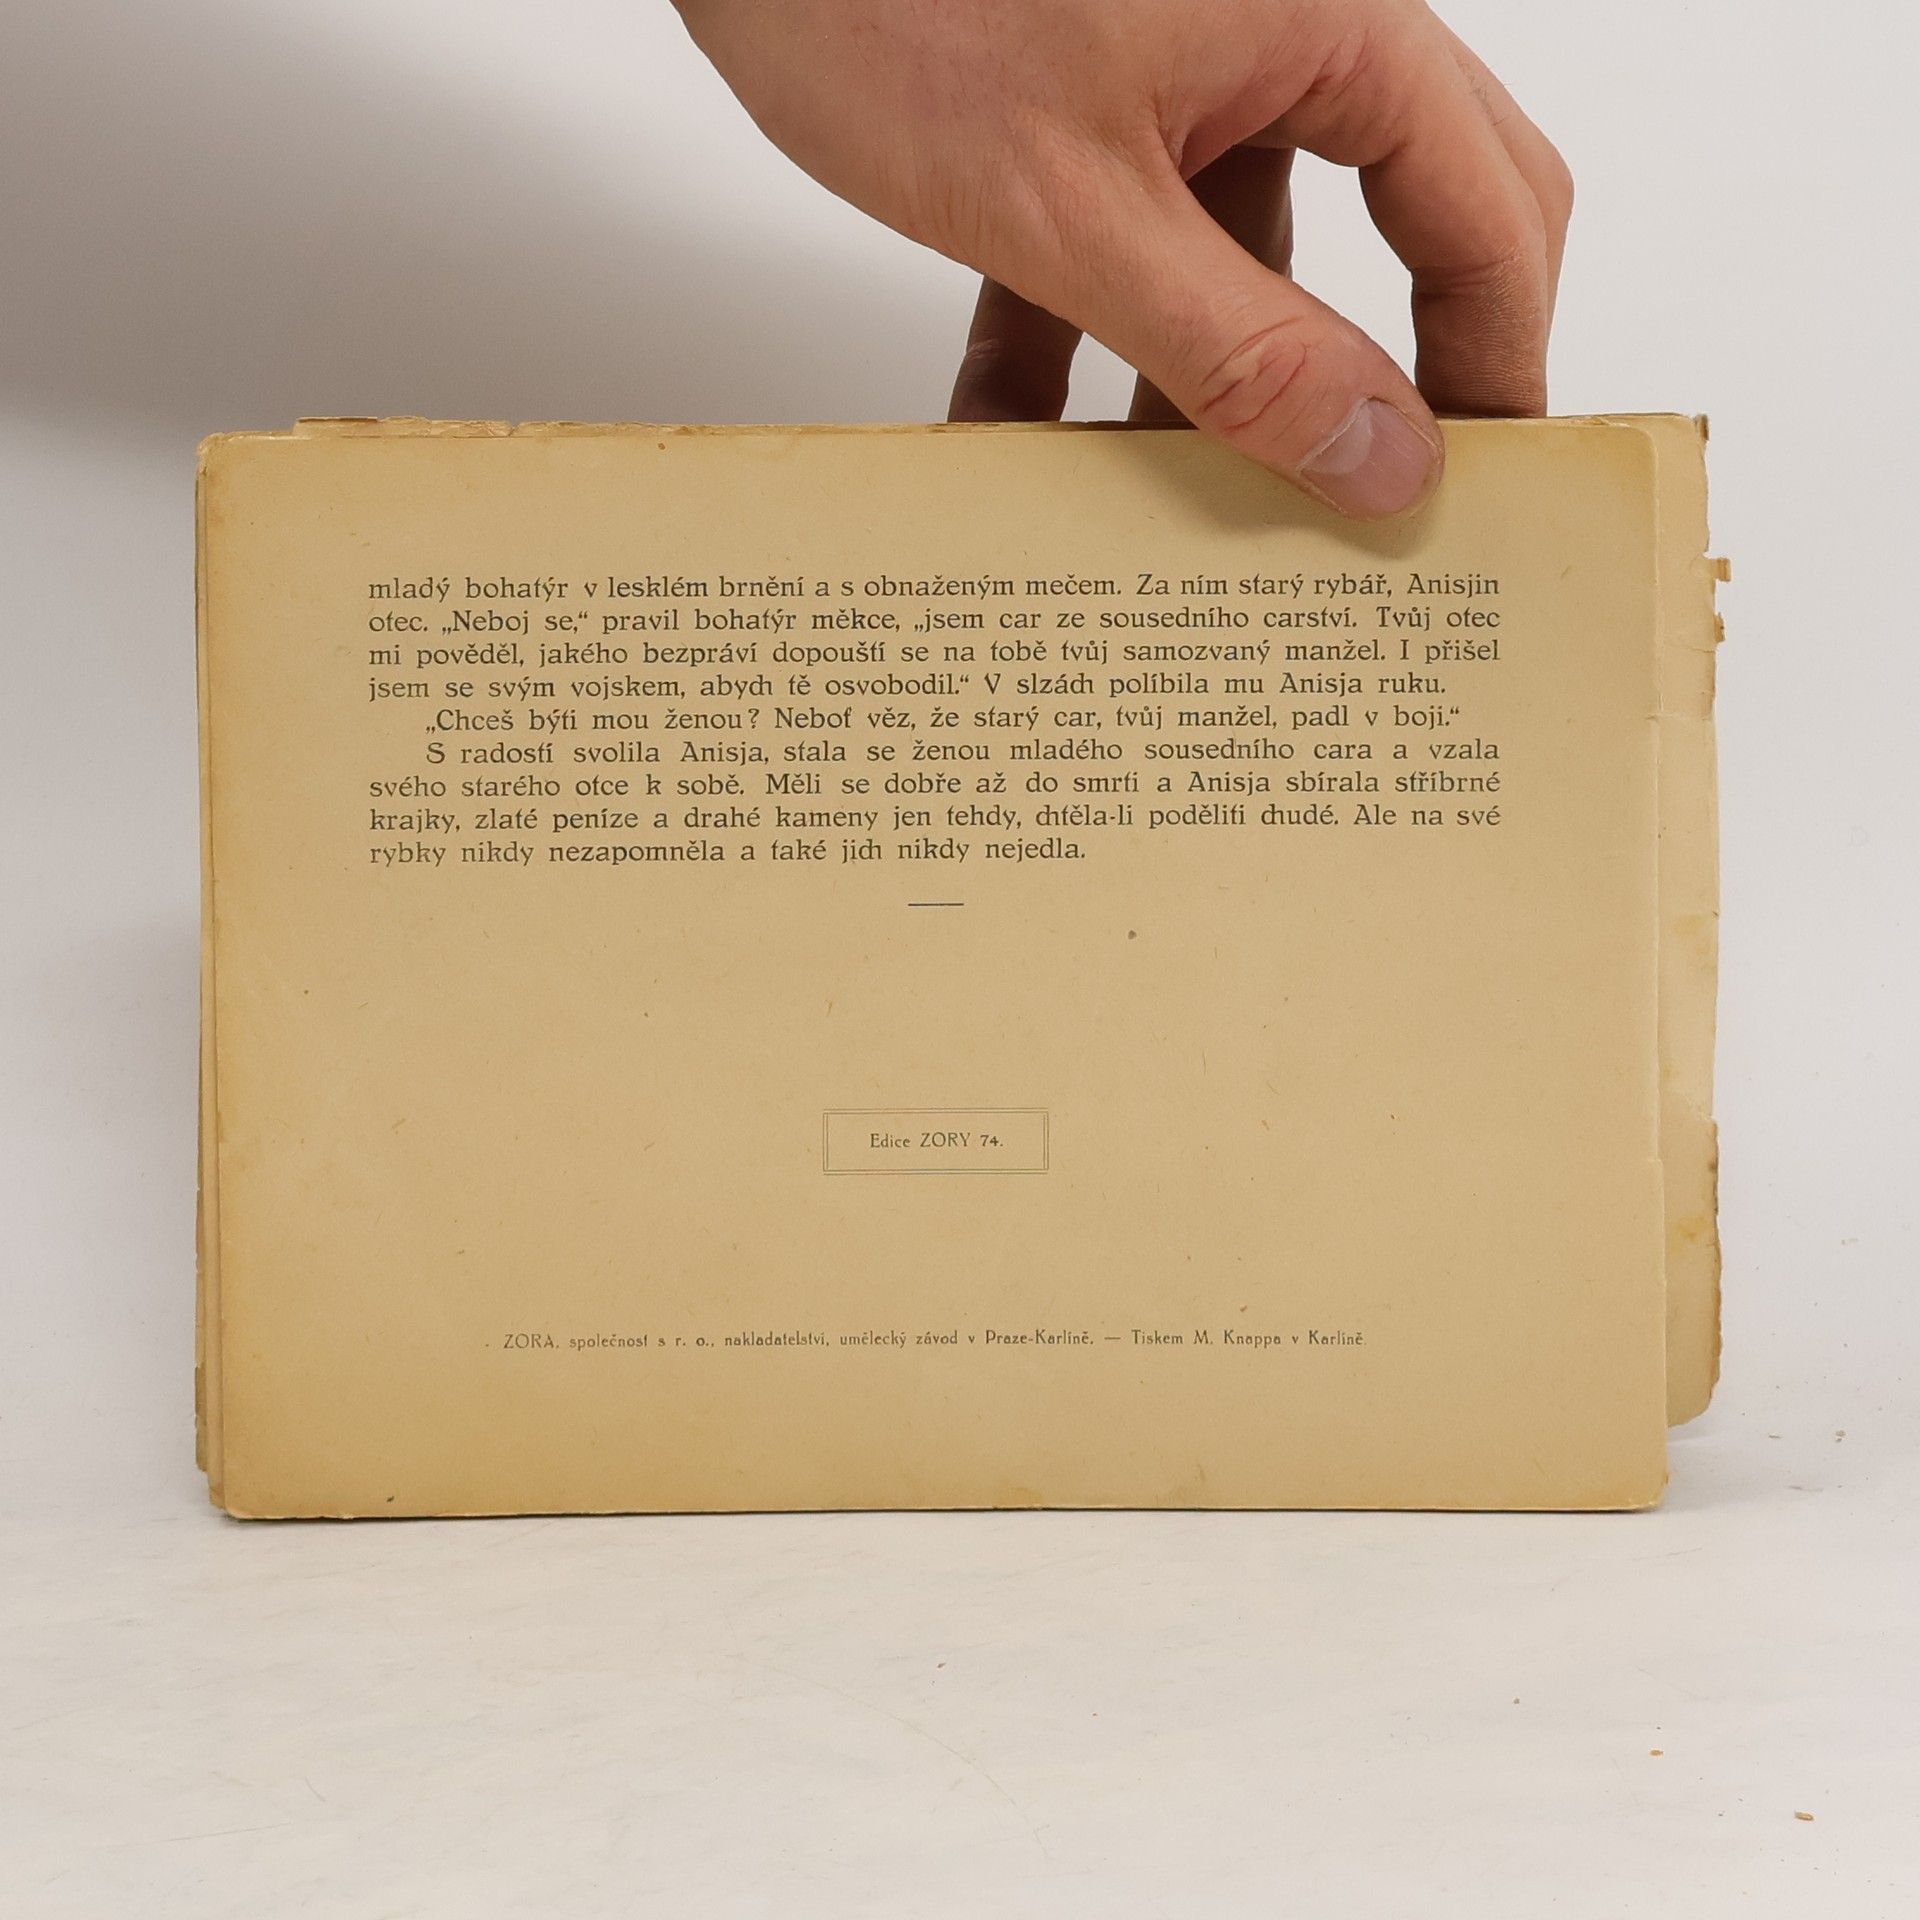 mladý bohatýr v lesklém brnění a s obnaženým mečem. Za ním starý rybář, Anisjin
otec. „Neboj se,“ pravil bohatýr měkce, „jsem car ze sousedního carství. Tvůj otec
mi pověděl, jakého bezpráví dopouští se na tobě tvůj samozvaný manžel. I přišel
jsem se svým vojskem, abych tě osvobodil.“ V slzách políbila mu Anisja ruku.
„Chceš býti mou ženou? Neboť věz, že starý car, tvůj manžel, padl v boji.“
S radostí svolila Anisja, stala se ženou mladého sousedního cara a vzala
svého starého otce k sobě. Měli se dobře až do smrti a Anisja sbírala stříbrné
krajky, zlaté peníze a drahé kameny jen tehdy, chtěla-li poděliti chudé. Ale na své
rybky nikdy nezapomněla a také jich nikdy nejedla.
Edice ZORY 74.
ZORA, společnost s r. o., nakladatelství, umělecký závod v Praze-Karlíně. — Tiskem M. Knappa v Karlíně.